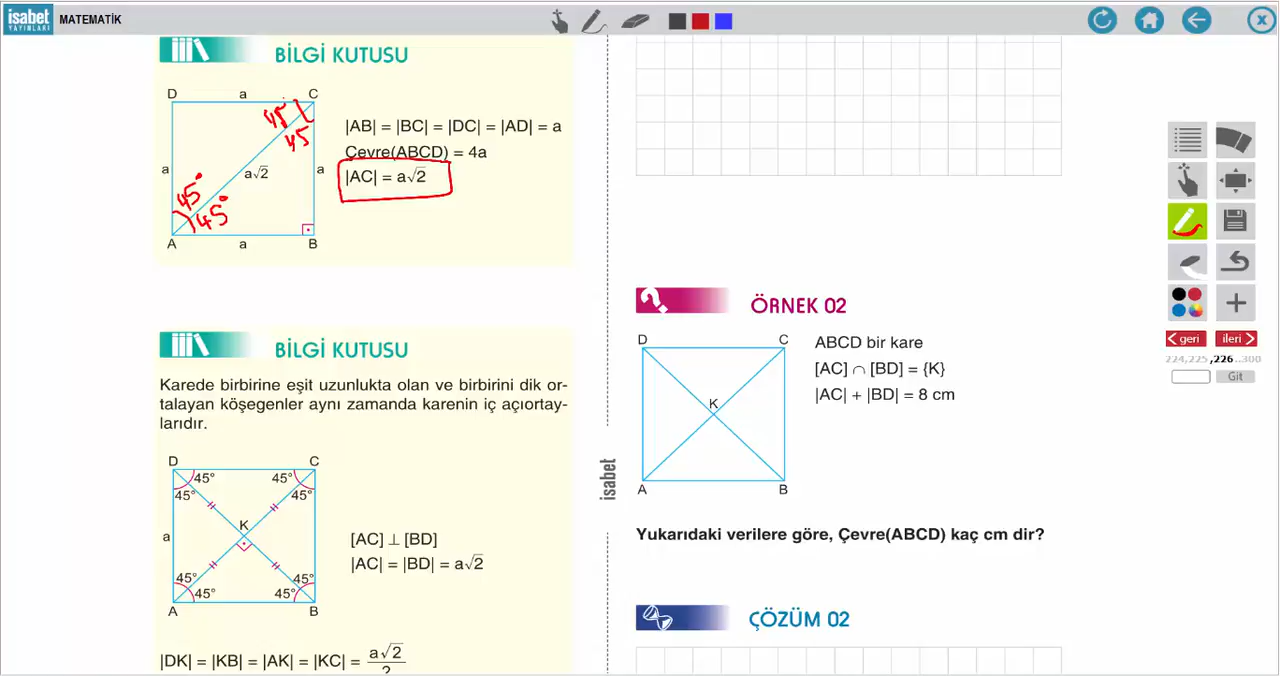 isabet
YAYINLARI
MATEMATİK
BİLGİ KUTUSU
D
a
C
45
45
|AB| = |BC| = |DC| = |AD| = a
Çevre(ABCD) = 4a
|AC| = a√2
a
a√2
a
45°
45°
A
a
B
BİLGİ KUTUSU
Karede birbirine eşit uzunlukta olan ve birbirini dik or-
talayan köşegenler aynı zamanda karenin iç açıortay-
larıdır.
D
C
45°
45°
45°
45°
K
a
[AC] ⊥ [BD]
|AC| = |BD| = a√2
45°
45°
45°
45°
A
B
|DK| = |KB| = |AK| = |KC| = a√2/2
isabet
ÖRNEK 02
D
C
K
A
B
ABCD bir kare
[AC] ∩ [BD] = {K}
|AC| + |BD| = 8 cm
Yukarıdaki verilere göre, Çevre(ABCD) kaç cm dir?
ÇÖZÜM 02
geri
ileri
224,225,226...300
Git